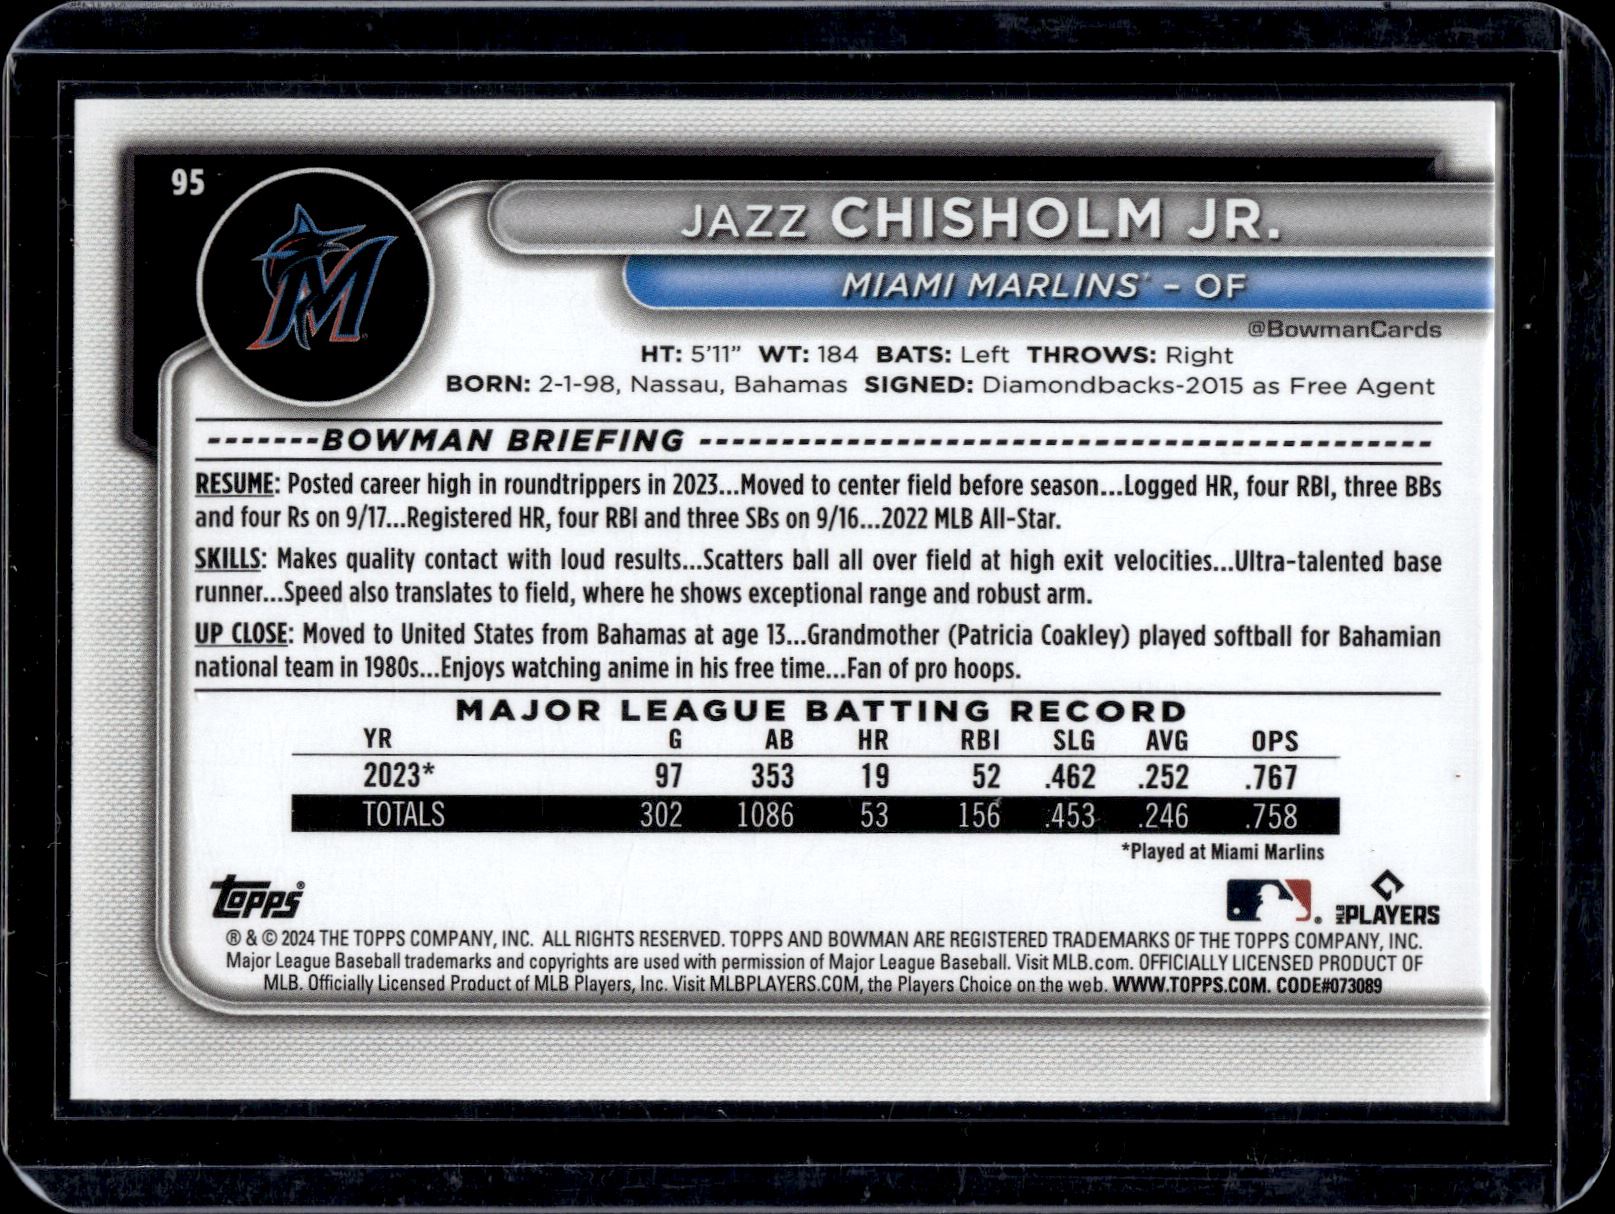 95
JAZZ CHISHOLM JR.
MIAMI MARLINS™ – OF
@BowmanCards
HT: 5'11" WT: 184 BATS: Left THROWS: Right
BORN: 2-1-98, Nassau, Bahamas SIGNED: Diamondbacks-2015 as Free Agent
BOWMAN BRIEFING
RESUME: Posted career high in roundtrippers in 2023...Moved to center field before season...Logged HR, four RBI, three BBs
and four Rs on 9/17...Registered HR, four RBI and three SBs on 9/16...2022 MLB All-Star.
SKILLS: Makes quality contact with loud results...Scatters ball all over field at high exit velocities...Ultra-talented base
runner...Speed also translates to field, where he shows exceptional range and robust arm.
UP CLOSE: Moved to United States from Bahamas at age 13...Grandmother (Patricia Coakley) played softball for Bahamian
national team in 1980s...Enjoys watching anime in his free time...Fan of pro hoops.
MAJOR LEAGUE BATTING RECORD
YR G AB HR RBI SLG AVG OPS
2023* 97 353 19 52 .462 .252 .767
TOTALS 302 1086 53 156 .453 .246 .758
*Played at Miami Marlins
Topps®
MLB PLAYERS
® & © 2024 THE TOPPS COMPANY, INC. ALL RIGHTS RESERVED. TOPPS AND BOWMAN ARE REGISTERED TRADEMARKS OF THE TOPPS COMPANY, INC.
Major League Baseball trademarks and copyrights are used with permission of Major League Baseball. Visit MLB.com. OFFICIALLY LICENSED PRODUCT OF
MLB. Officially Licensed Product of MLB Players, Inc. Visit MLBPLAYERS.COM, the Players Choice on the web. WWW.TOPPS.COM. CODE#073089